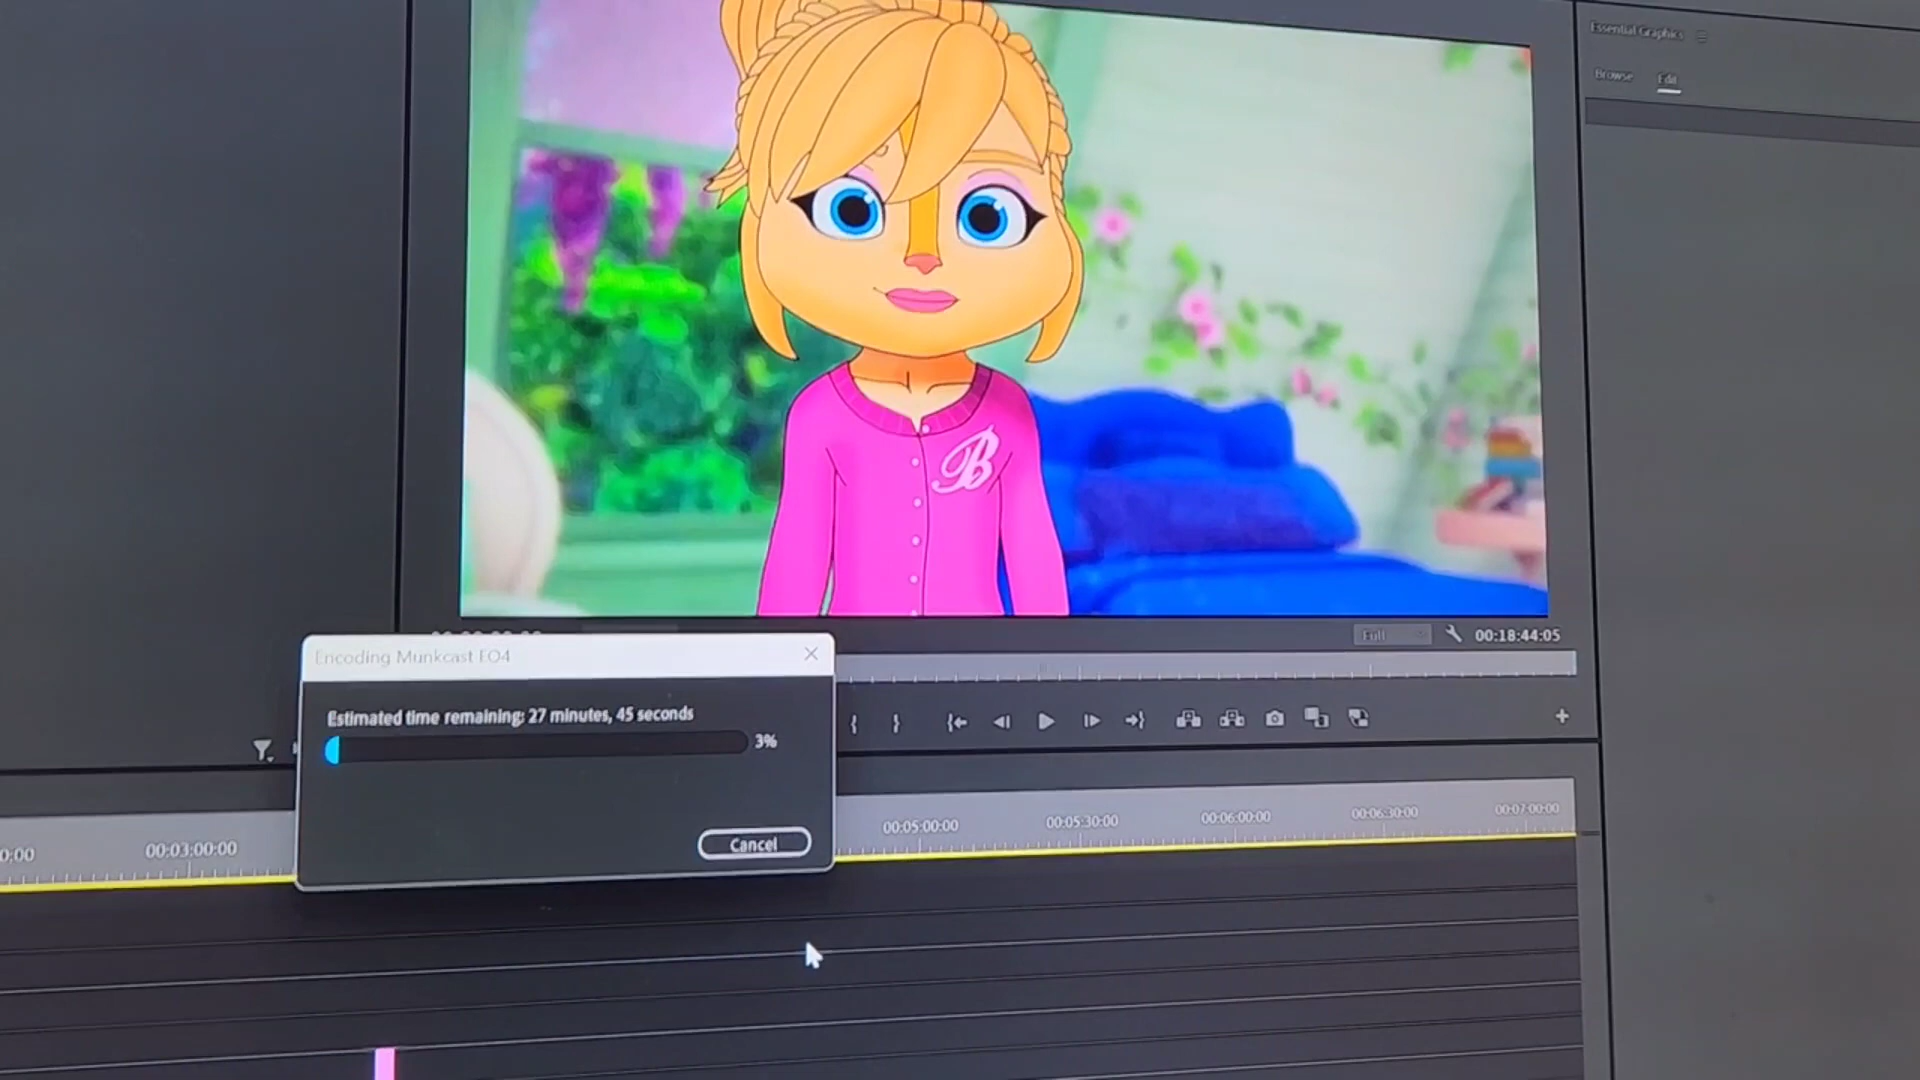 Essential Graphics
Browse Edit
B
Full 00:18:44:05
Encoding Munkcast E04
Estimated time remaining: 27 minutes, 45 seconds
3%
Cancel
0:00 00:03:00:00 00:05:00:00 00:05:30:00 00:06:00:00 00:06:30:00 00:07:00:00